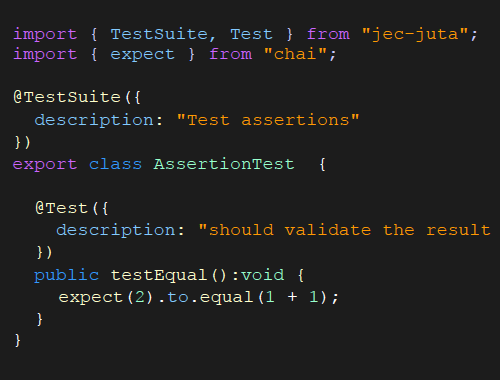 import { TestSuite, Test } from "jec-juta";
import { expect } from "chai";
@TestSuite({
description: "Test assertions"
})
export class AssertionTest {
@Test({
description: "should validate the result
})
public testEqual():void {
expect(2).to.equal(1 + 1);
}
}